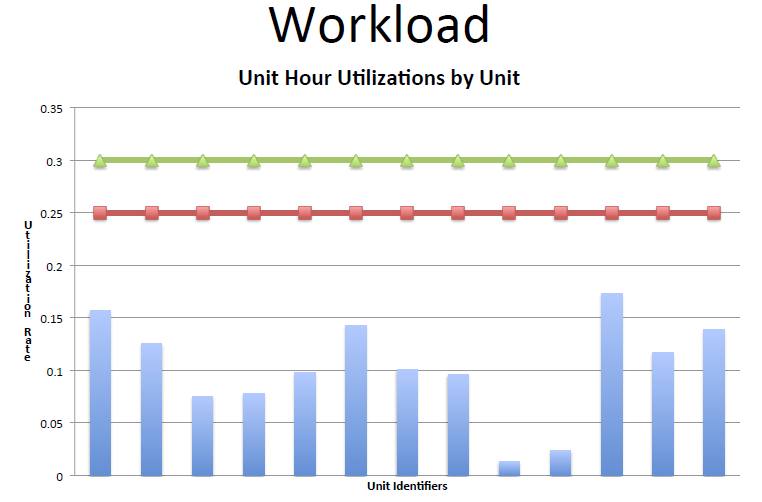 Workload
Unit Hour Utilizations by Unit
0.35
0.3
0.25
0.2
0.15
0.1
0.05
0
Utilization Rate
Unit Identifiers